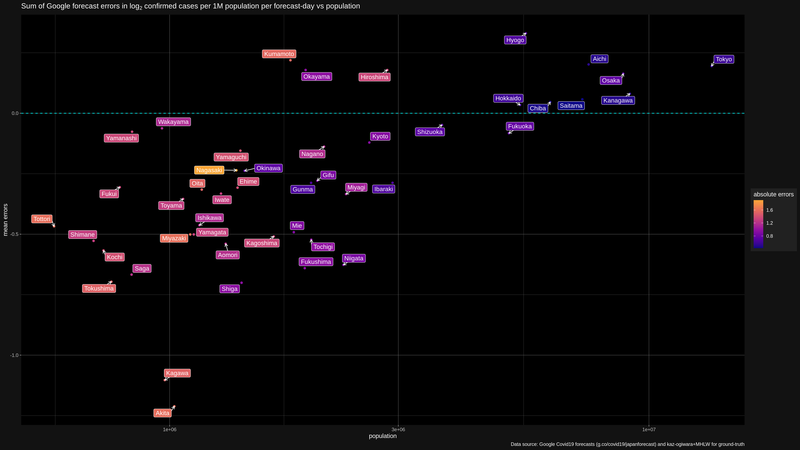 Sum of Google forecast errors in log2 confirmed cases per 1M population per forecast-day vs population
Hyogo
Kumamoto
Aichi
Tokyo
Okayama
Hiroshima
Osaka
Hokkaido
Kanagawa
Chiba
Saitama
0.0
Wakayama
Fukuoka
Shizuoka
Yamanashi
Kyoto
Nagano
Yamaguchi
Nagasaki
Okinawa
Gifu
Oita
Ehime
Gunma
Miyagi
Ibaraki
Fukui
Iwate
Toyama
Tottori
Ishikawa
Mie
Shimane
Miyazaki
Yamagata
-0.5
Kagoshima
Tochigi
Kochi
Aomori
Fukushima
Niigata
Saga
Tokushima
Shiga
-1.0
Kagawa
Akita
mean errors
1e+06
3e+06
1e+07
population
absolute errors
1.6
1.2
0.8
Data source: Google Covid19 forecasts (g.co/covid19/japanforecast) and kaz-ogiwara+MHLW for ground-truth